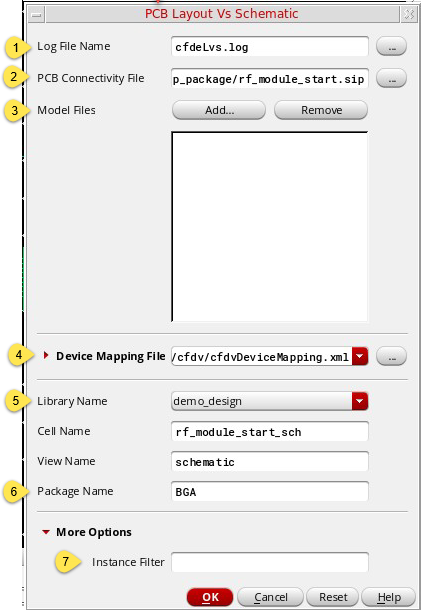 PCB Layout Vs Schematic
1 Log File Name cfdeLvs.log ...
2 PCB Connectivity File p_package/rf_module_start.sip ...
3 Model Files Add... Remove
4 Device Mapping File /cfdv/cfdvDeviceMapping.xml ...
5 Library Name demo_design
Cell Name rf_module_start_sch
View Name schematic
6 Package Name BGA
More Options
7 Instance Filter
OK Cancel Reset Help